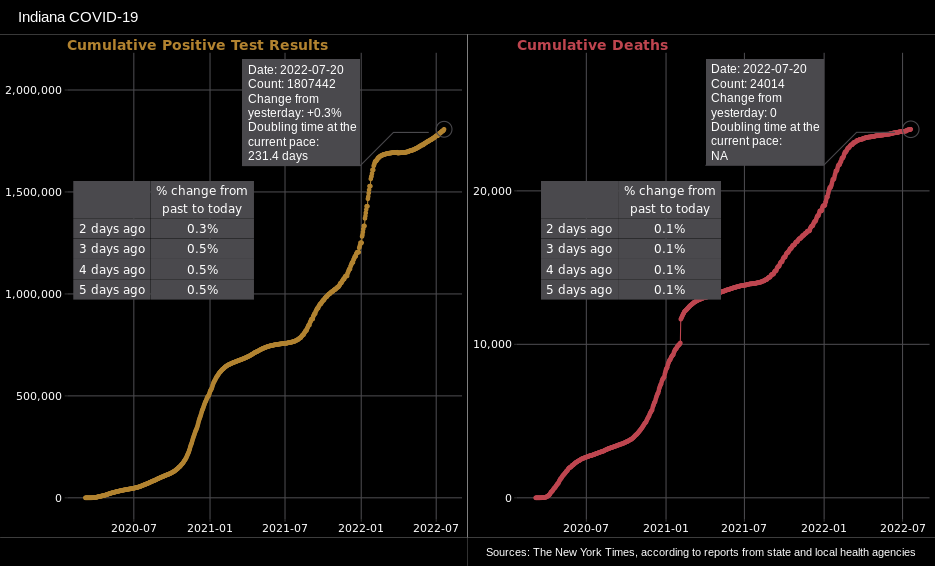 Indiana COVID-19
Cumulative Positive Test Results
Date: 2022-07-20
Count: 1807442
Change from
yesterday: +0.3%
Doubling time at the
current pace:
231.4 days
2,000,000
1,500,000
1,000,000
500,000
0
% change from
past to today
2 days ago 0.3%
3 days ago 0.5%
4 days ago 0.5%
5 days ago 0.5%
2020-07 2021-01 2021-07 2022-01 2022-07
Cumulative Deaths
Date: 2022-07-20
Count: 24014
Change from
yesterday: 0
Doubling time at the
current pace:
NA
20,000
10,000
0
% change from
past to today
2 days ago 0.1%
3 days ago 0.1%
4 days ago 0.1%
5 days ago 0.1%
2020-07 2021-01 2021-07 2022-01 2022-07
Sources: The New York Times, according to reports from state and local health agencies